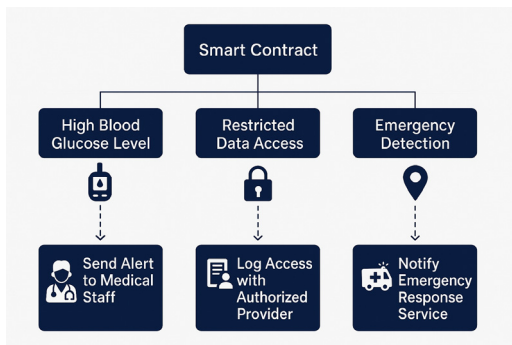 Smart Contract
High Blood
Glucose Level
Restricted
Data Access
Emergency
Detection
Send Alert
to Medical
Staff
Log Access
with
Authorized
Provider
Notify
Emergency
Response
Service